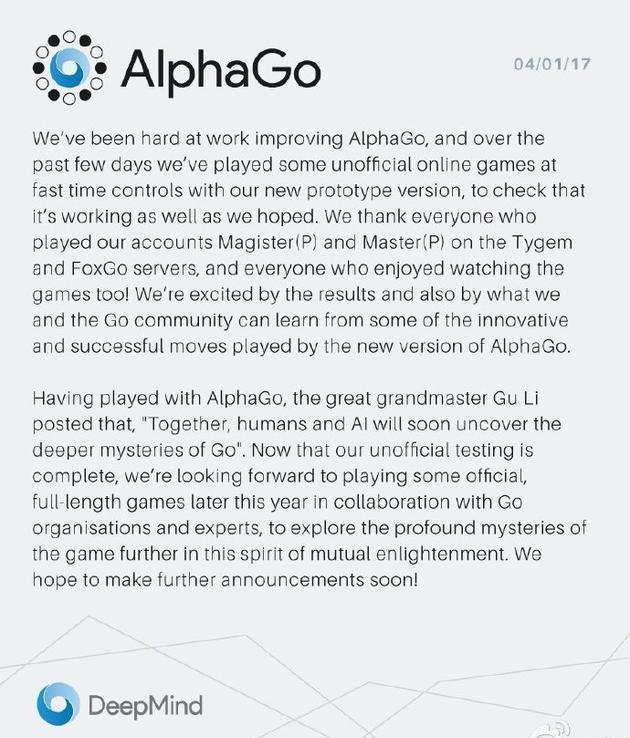 AlphaGo
04/01/17
We've been hard at work improving AlphaGo, and over the
past few days we've played some unofficial online games at
fast time controls with our new prototype version, to check that
it's working as well as we hoped. We thank everyone who
played our accounts Magister(P) and Master(P) on the Tygem
and FoxGo servers, and everyone who enjoyed watching the
games too! We're excited by the results and also by what we
and the Go community can learn from some of the innovative
and successful moves played by the new version of AlphaGo.
Having played with AlphaGo, the great grandmaster Gu Li
posted that, "Together, humans and AI will soon uncover the
deeper mysteries of Go". Now that our unofficial testing is
complete, we're looking forward to playing some official,
full-length games later this year in collaboration with Go
organisations and experts, to explore the profound mysteries of
the game further in this spirit of mutual enlightenment. We
hope to make further announcements soon!
DeepMind